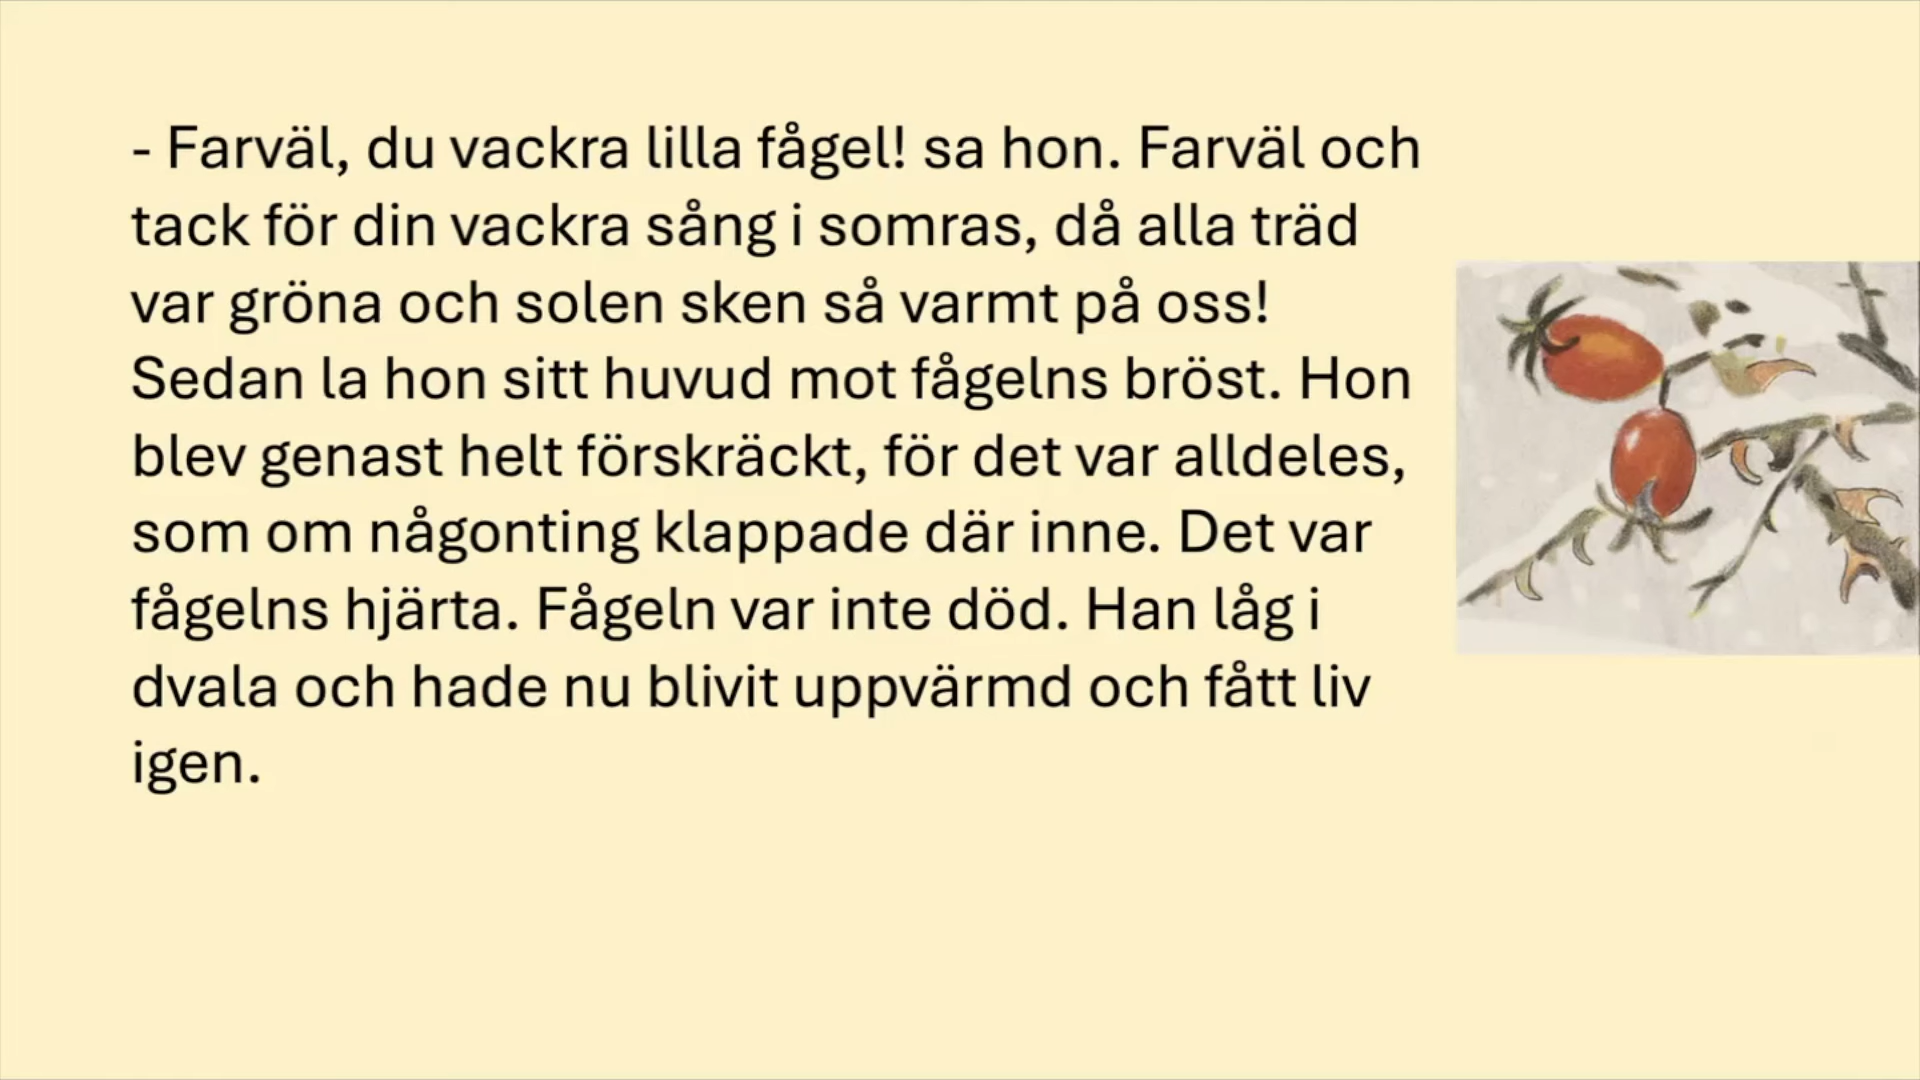 - Farväl, du vackra lilla fågel! sa hon. Farväl och
tack för din vackra sång i somras, då alla träd
var gröna och solen sken så varmt på oss!
Sedan la hon sitt huvud mot fågelns bröst. Hon
blev genast helt förskräckt, för det var alldeles,
som om någonting klappade där inne. Det var
fågelns hjärta. Fågeln var inte död. Han låg i
dvala och hade nu blivit uppvärmd och fått liv
igen.